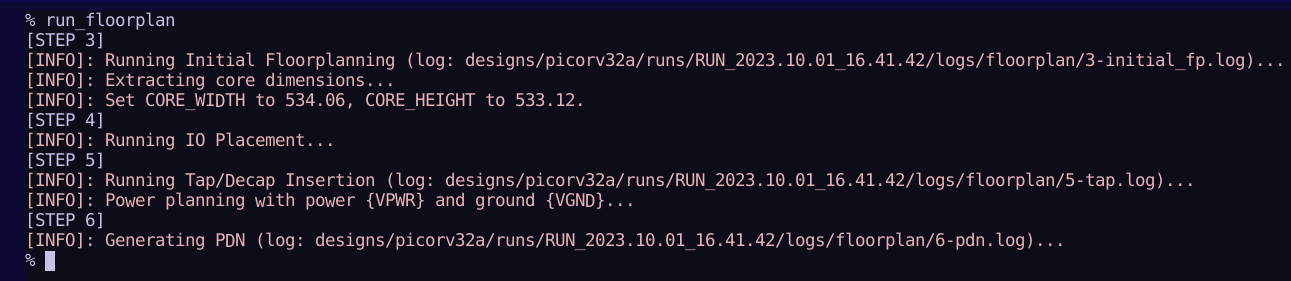 % run_floorplan
[STEP 3]
[INFO]: Running Initial Floorplanning (log: designs/picorv32a/runs/RUN_2023.10.01_16.41.42/logs/floorplan/3-initial_fp.log)...
[INFO]: Extracting core dimensions...
[INFO]: Set CORE_WIDTH to 534.06, CORE_HEIGHT to 533.12.
[STEP 4]
[INFO]: Running IO Placement...
[STEP 5]
[INFO]: Running Tap/Decap Insertion (log: designs/picorv32a/runs/RUN_2023.10.01_16.41.42/logs/floorplan/5-tap.log)...
[INFO]: Power planning with power {VPWR} and ground {VGND}...
[STEP 6]
[INFO]: Generating PDN (log: designs/picorv32a/runs/RUN_2023.10.01_16.41.42/logs/floorplan/6-pdn.log)...
%